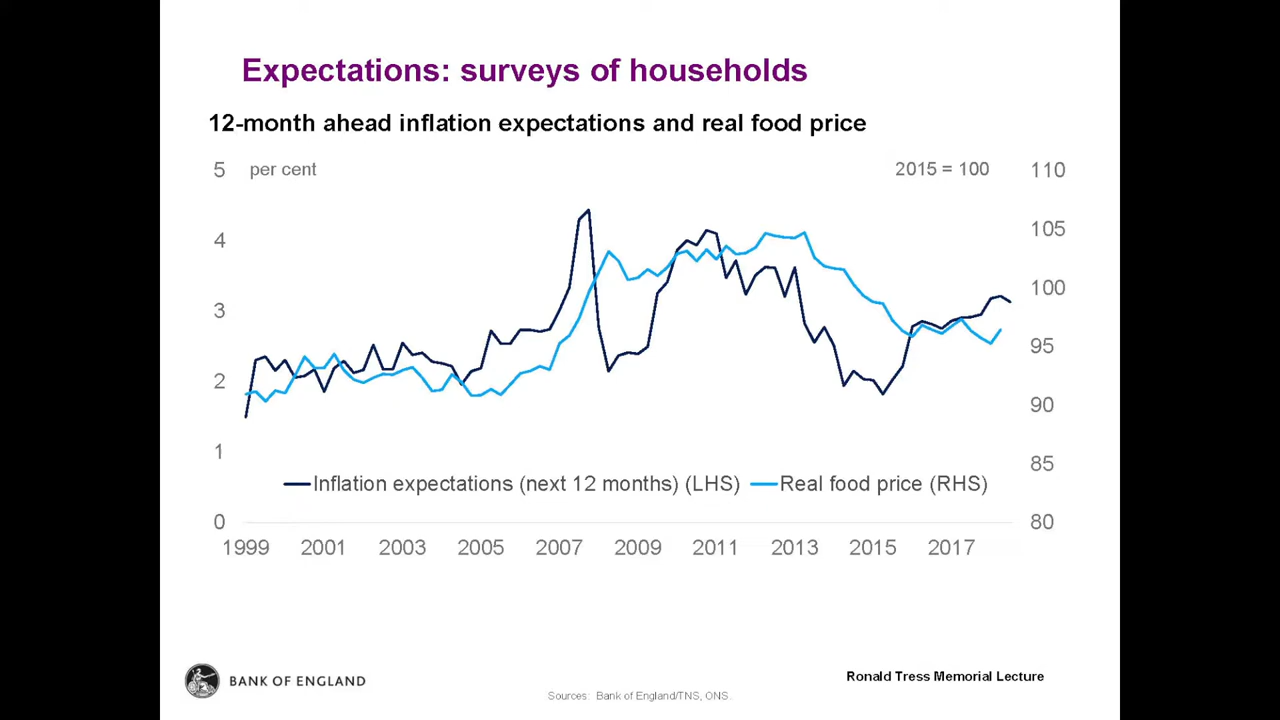 Expectations: surveys of households
12-month ahead inflation expectations and real food price
5 per cent 2015 = 100 110
105
4
100
3
95
2
90
1
85
Inflation expectations (next 12 months) (LHS) Real food price (RHS)
0 80
1999 2001 2003 2005 2007 2009 2011 2013 2015 2017
BANK OF ENGLAND
Ronald Tress Memorial Lecture
Sources: Bank of England/TNS, ONS.